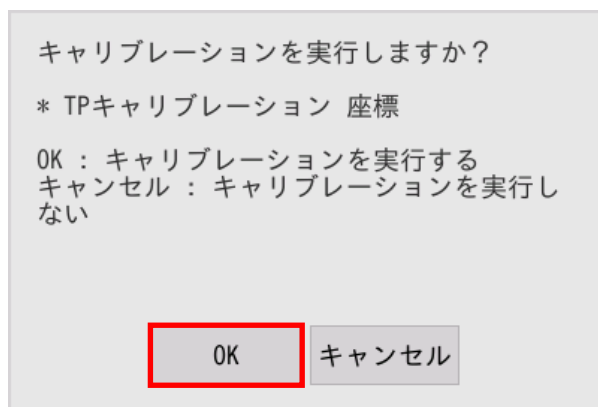 キャリブレーションを実行しますか？
* TPキャリブレーション 座標
OK : キャリブレーションを実行する
キャンセル : キャリブレーションを実行し
ない
OK
キャンセル